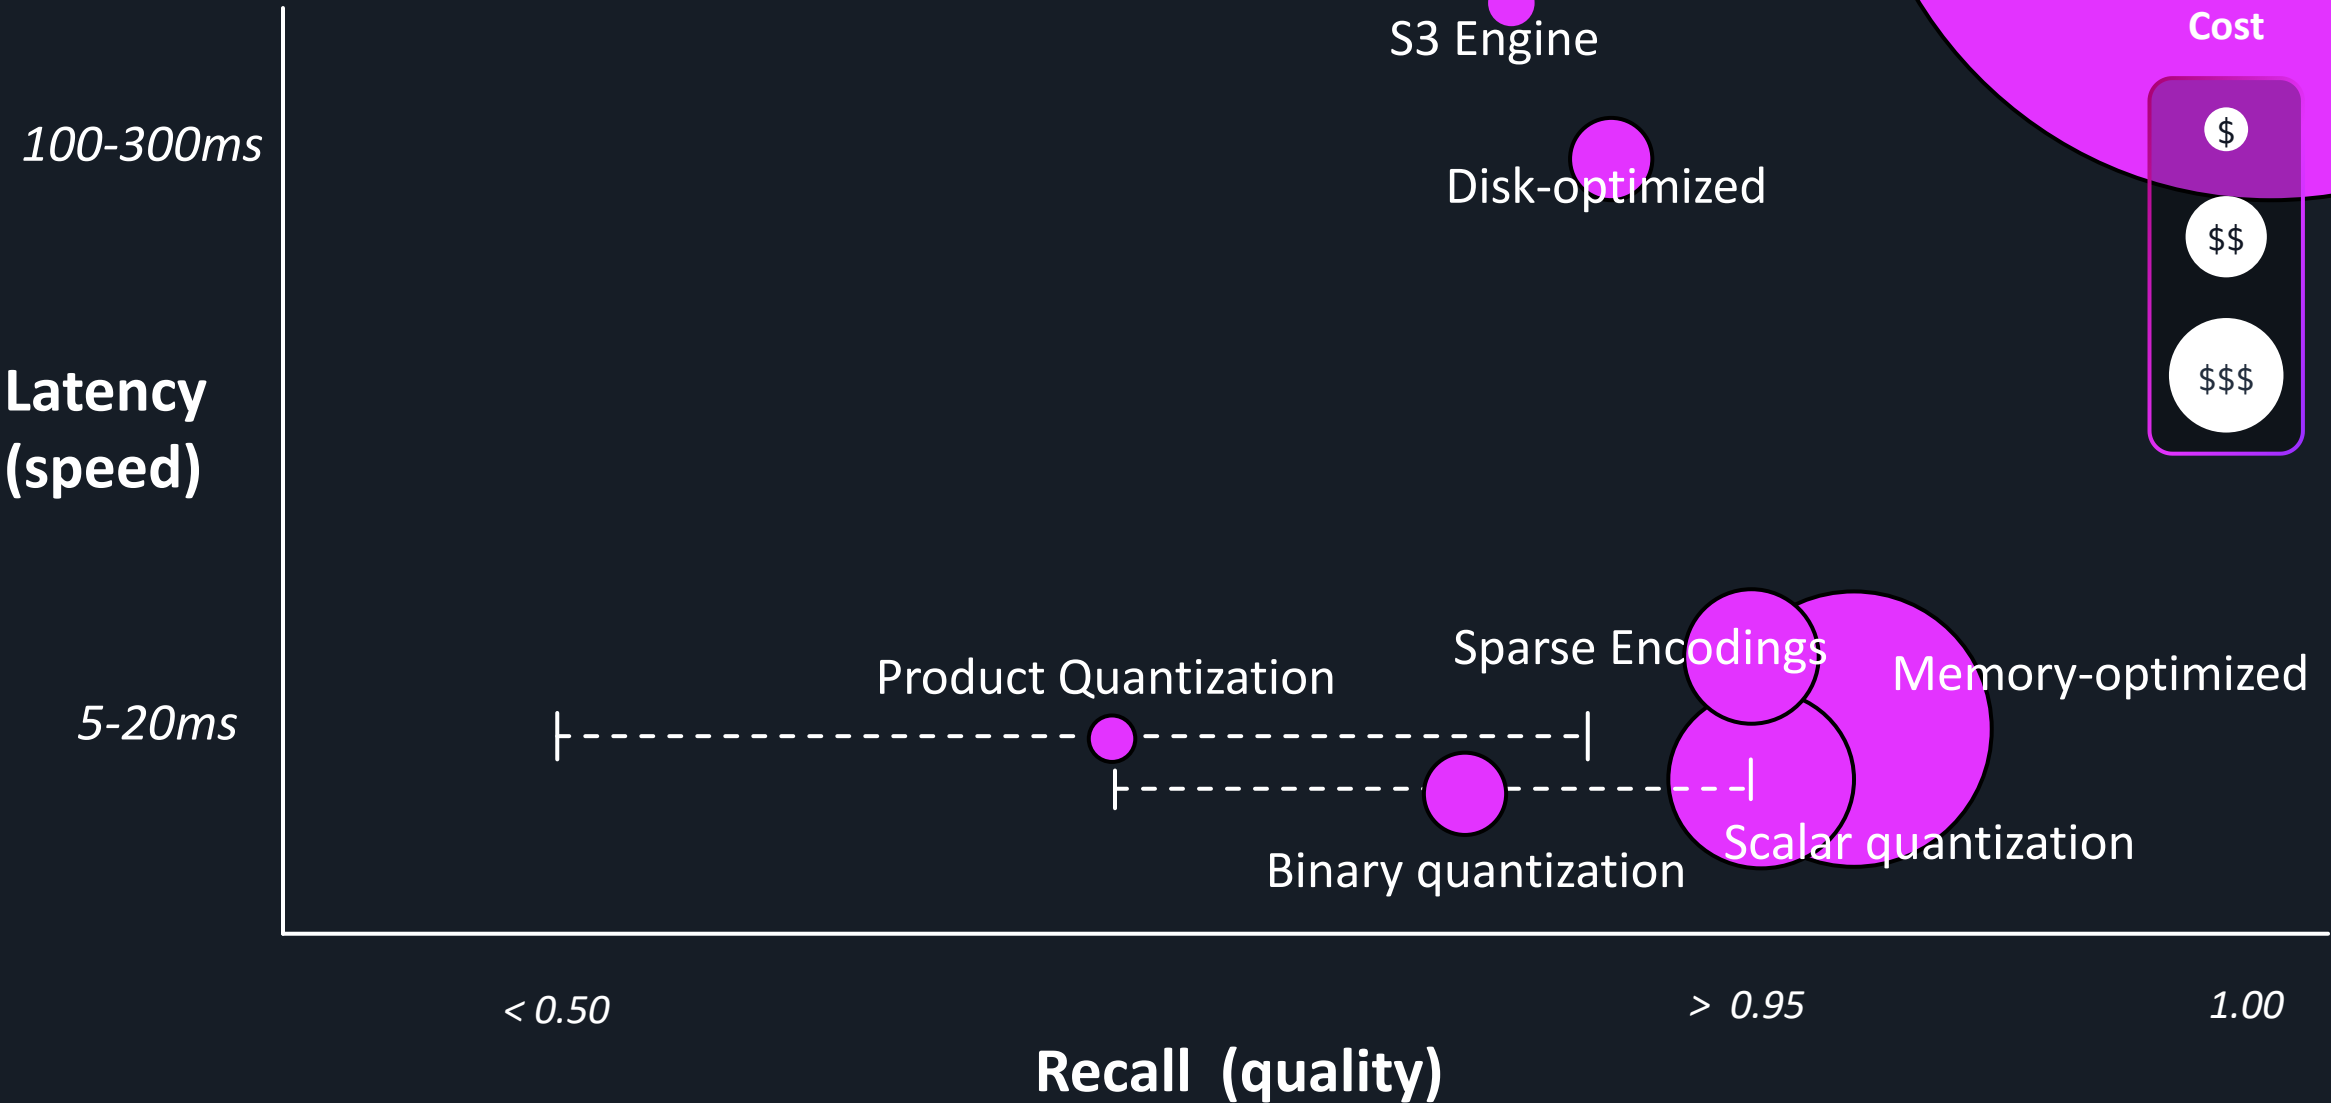 Cost
S3 Engine
$
100-300ms
Disk-optimized
$$
$$$
Latency
(speed)
Sparse Encodings
Memory-optimized
Product Quantization
5-20ms
Scalar quantization
Binary quantization
< 0.50
> 0.95
1.00
Recall (quality)